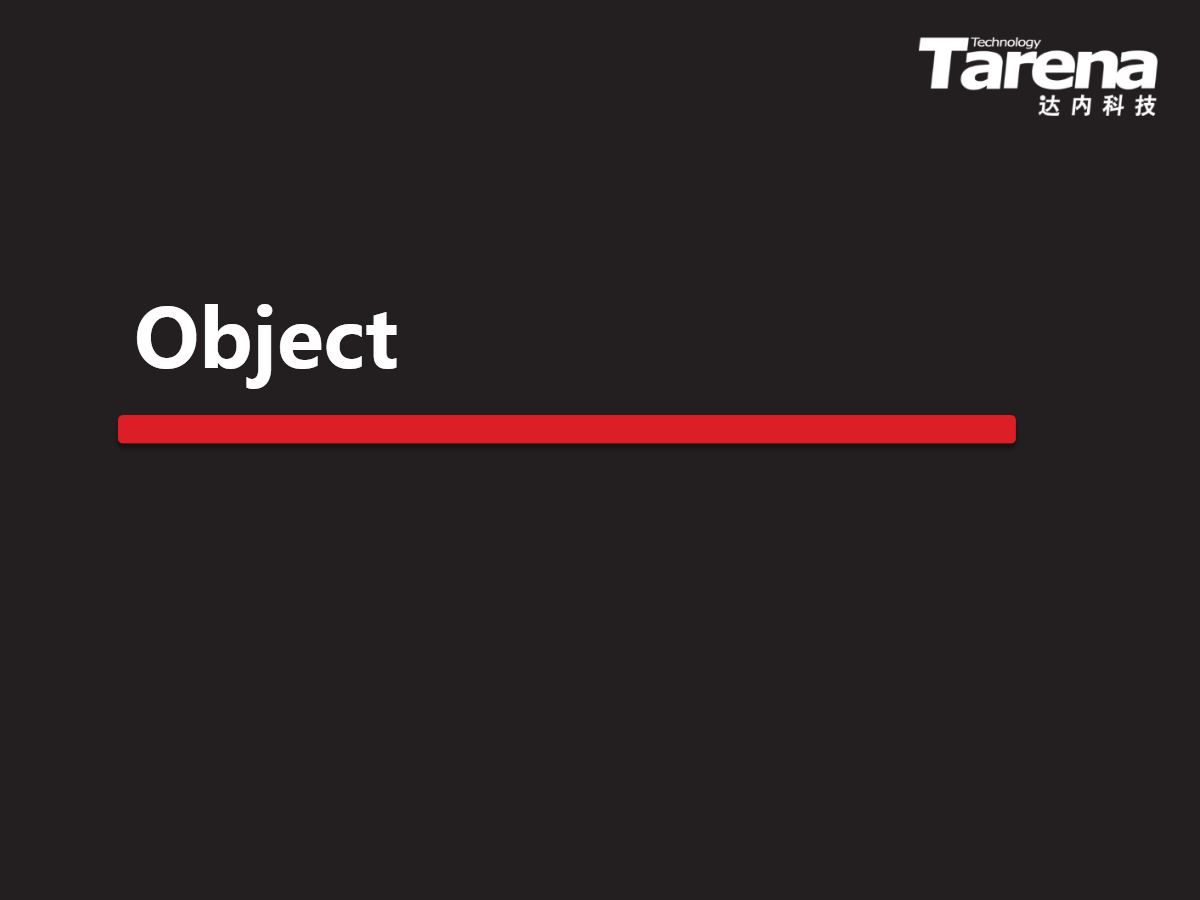 Technology
Tarena
达内科技
Object